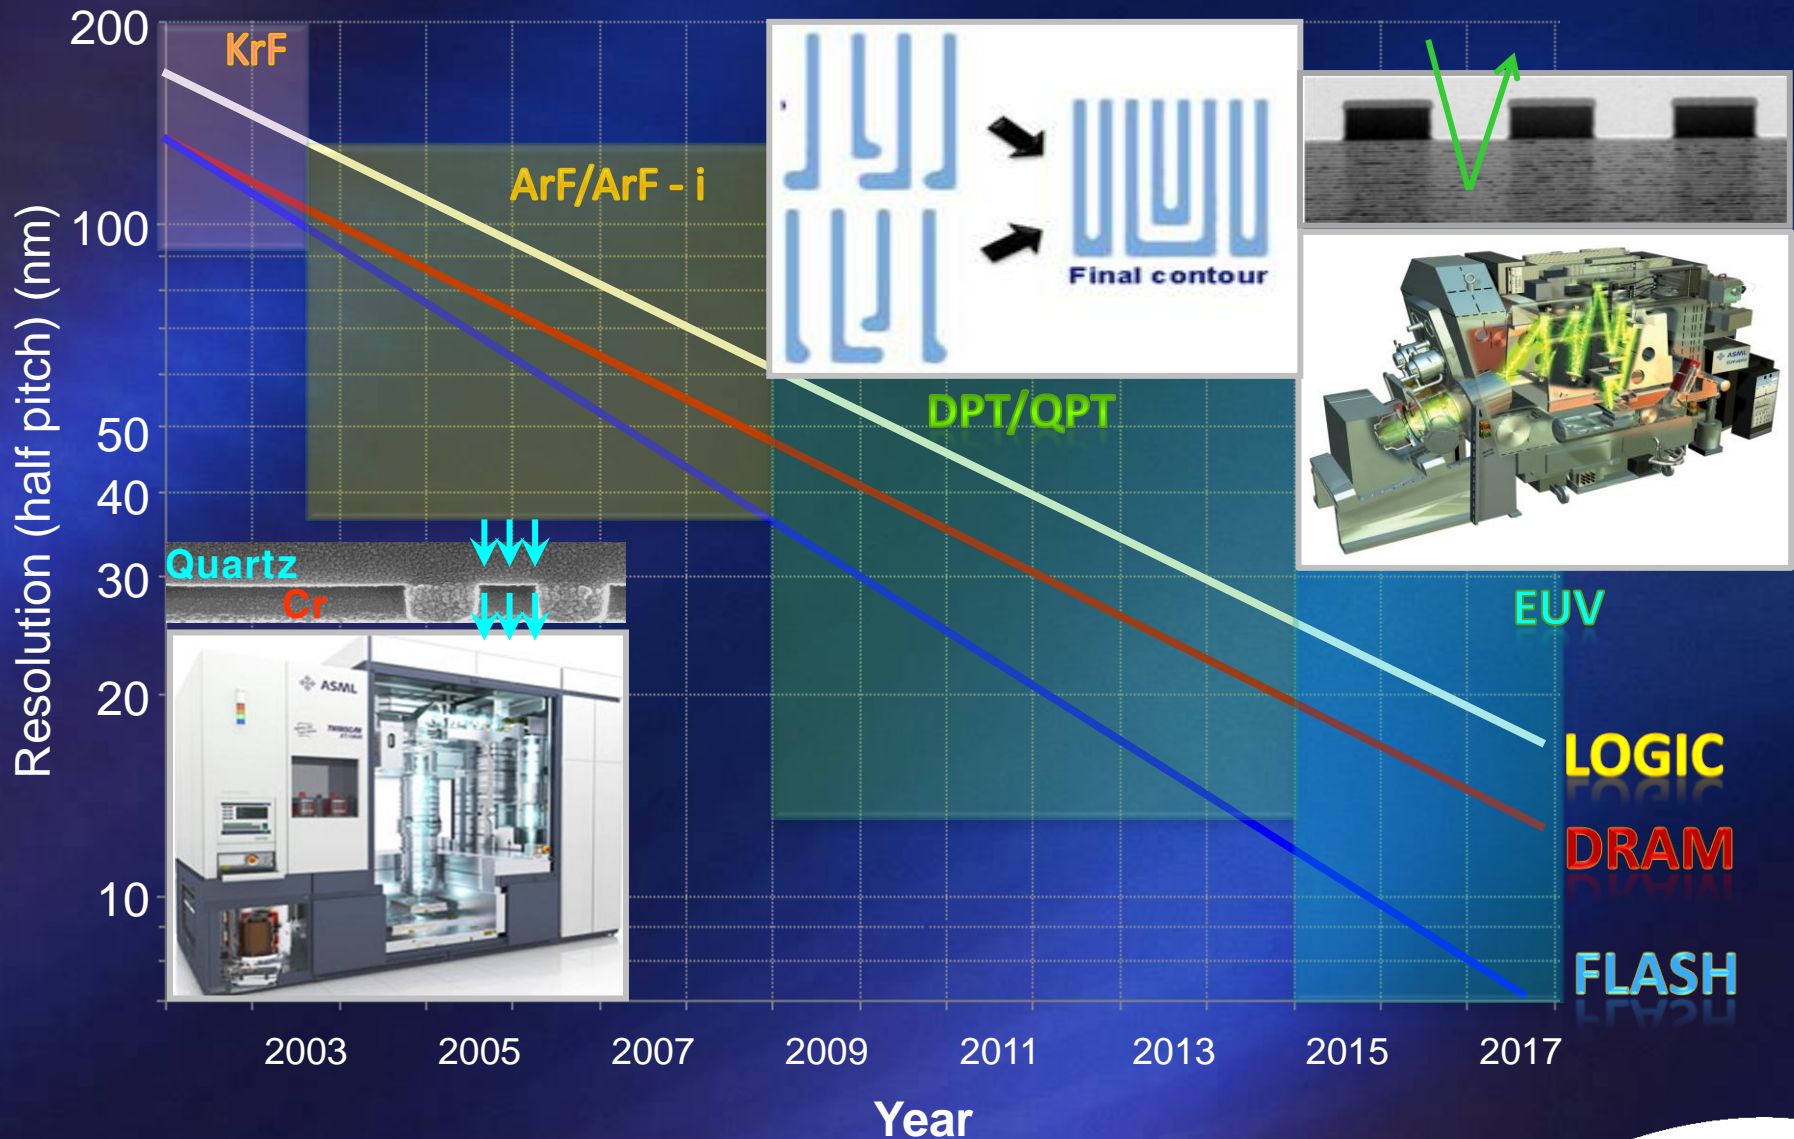 200
KrF
ArF/ArF - i
100
Final contour
ASML
DPT/QPT
50
40
Quartz
30
Cr
EUV
ASML
20
LOGIC
DRAM
10
FLASH
Resolution (half pitch) (nm)
2003 2005 2007 2009 2011 2013 2015 2017
Year